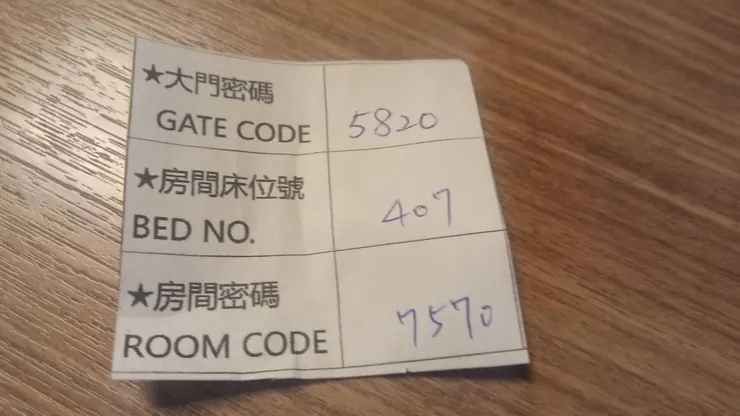 ★大門密碼
GATE CODE 5820
★房間床位號
BED NO. 407
★房間密碼
ROOM CODE 7570